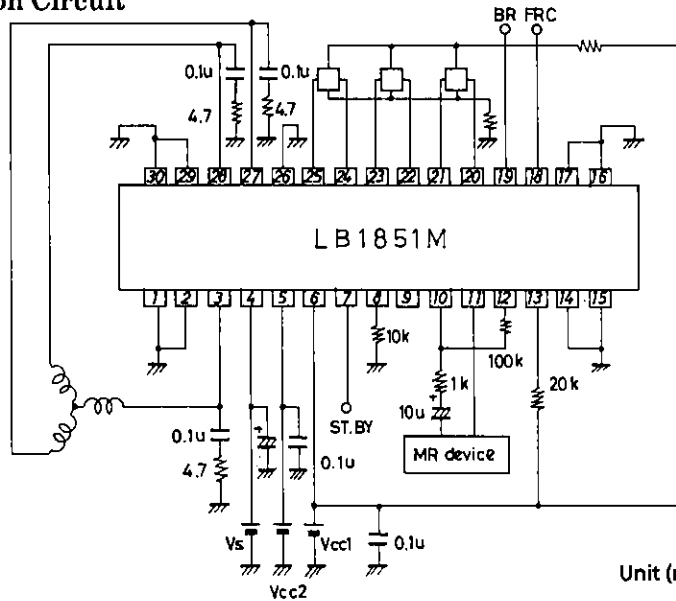 on Circuit
BR FRC
0.1u 0.1u
4.7 4.7
30 29 28 27 26 25 24 23 22 21 20 19 18 17 16
LB1851M
1 2 3 4 5 6 7 8 9 10 11 12 13 14 15
10k
100k
1k
20k
+
10u
ST.BY
0.1u
+
0.1u
MR device
4.7
Vs
Vcc1
0.1u
Vcc2
Unit (r